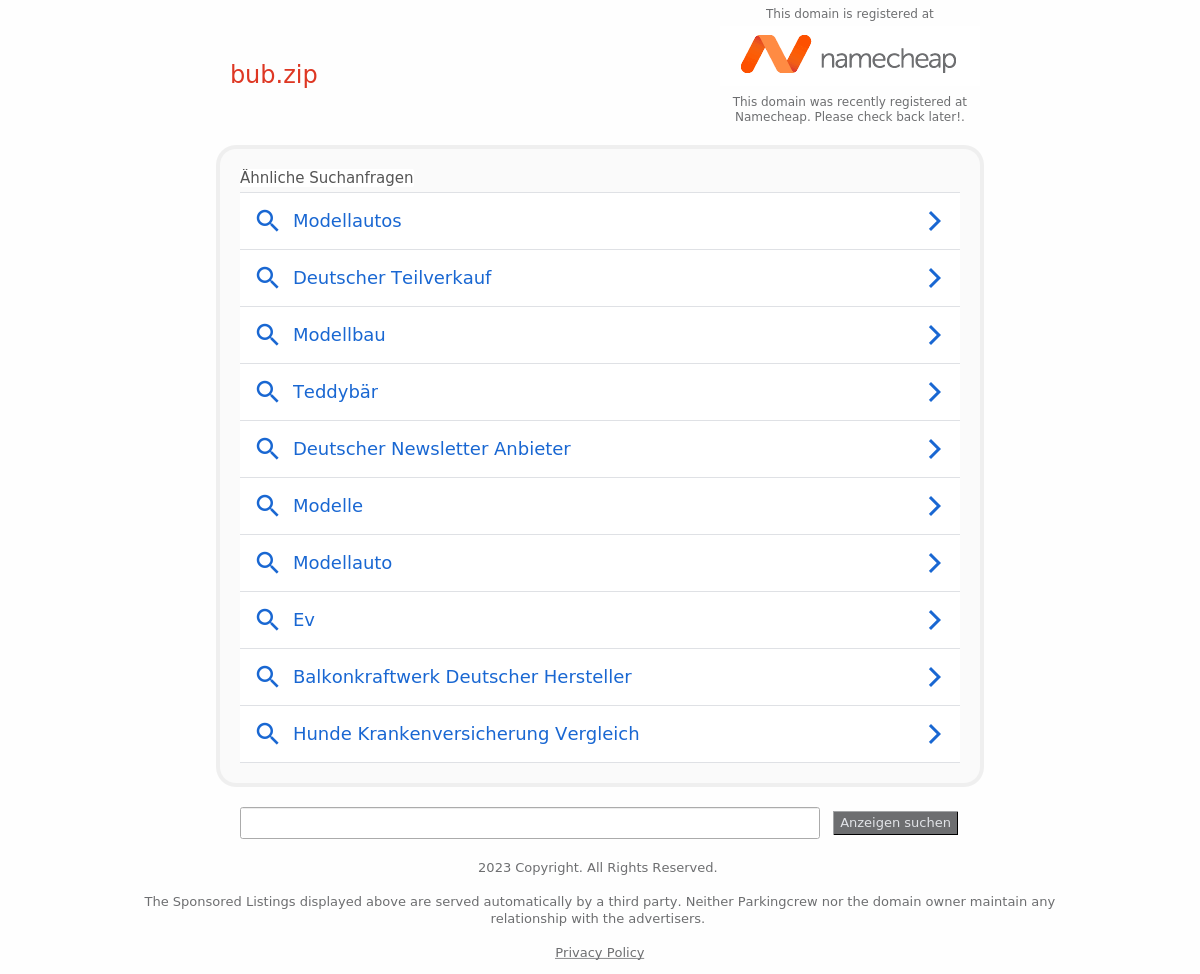 This domain is registered at
namecheap
bub.zip
This domain was recently registered at
Namecheap. Please check back later!.
Ähnliche Suchanfragen
Modellautos
Deutscher Teilverkauf
Modellbau
Teddybär
Deutscher Newsletter Anbieter
Modelle
Modellauto
Ev
Balkonkraftwerk Deutscher Hersteller
Hunde Krankenversicherung Vergleich
Anzeigen suchen
2023 Copyright. All Rights Reserved.
The Sponsored Listings displayed above are served automatically by a third party. Neither Parkingcrew nor the domain owner maintain any
relationship with the advertisers.
Privacy Policy